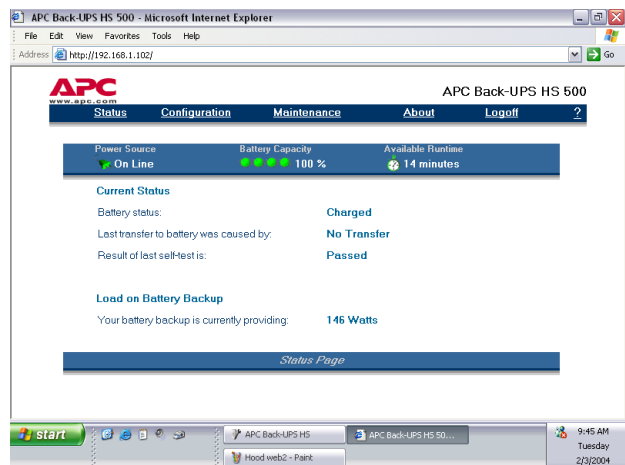 APC Back-UPS HS 500 - Microsoft Internet Explorer
File Edit View Favorites Tools Help
Address http://192.168.1.102/ Go
APC
www.apc.com
APC Back-UPS HS 500
Status Configuration Maintenance About Logoff ?
Power Source Battery Capacity Available Runtime
On Line 100 % 14 minutes
Current Status
Battery status: Charged
Last transfer to battery was caused by: No Transfer
Result of last self-test is: Passed
Load on Battery Backup
Your battery backup is currently providing: 146 Watts
Status Page
start
APC Back-UPS HS
APC Back-UPS HS 50...
Hood web2 - Paint
9:45 AM
Tuesday
2/3/2004